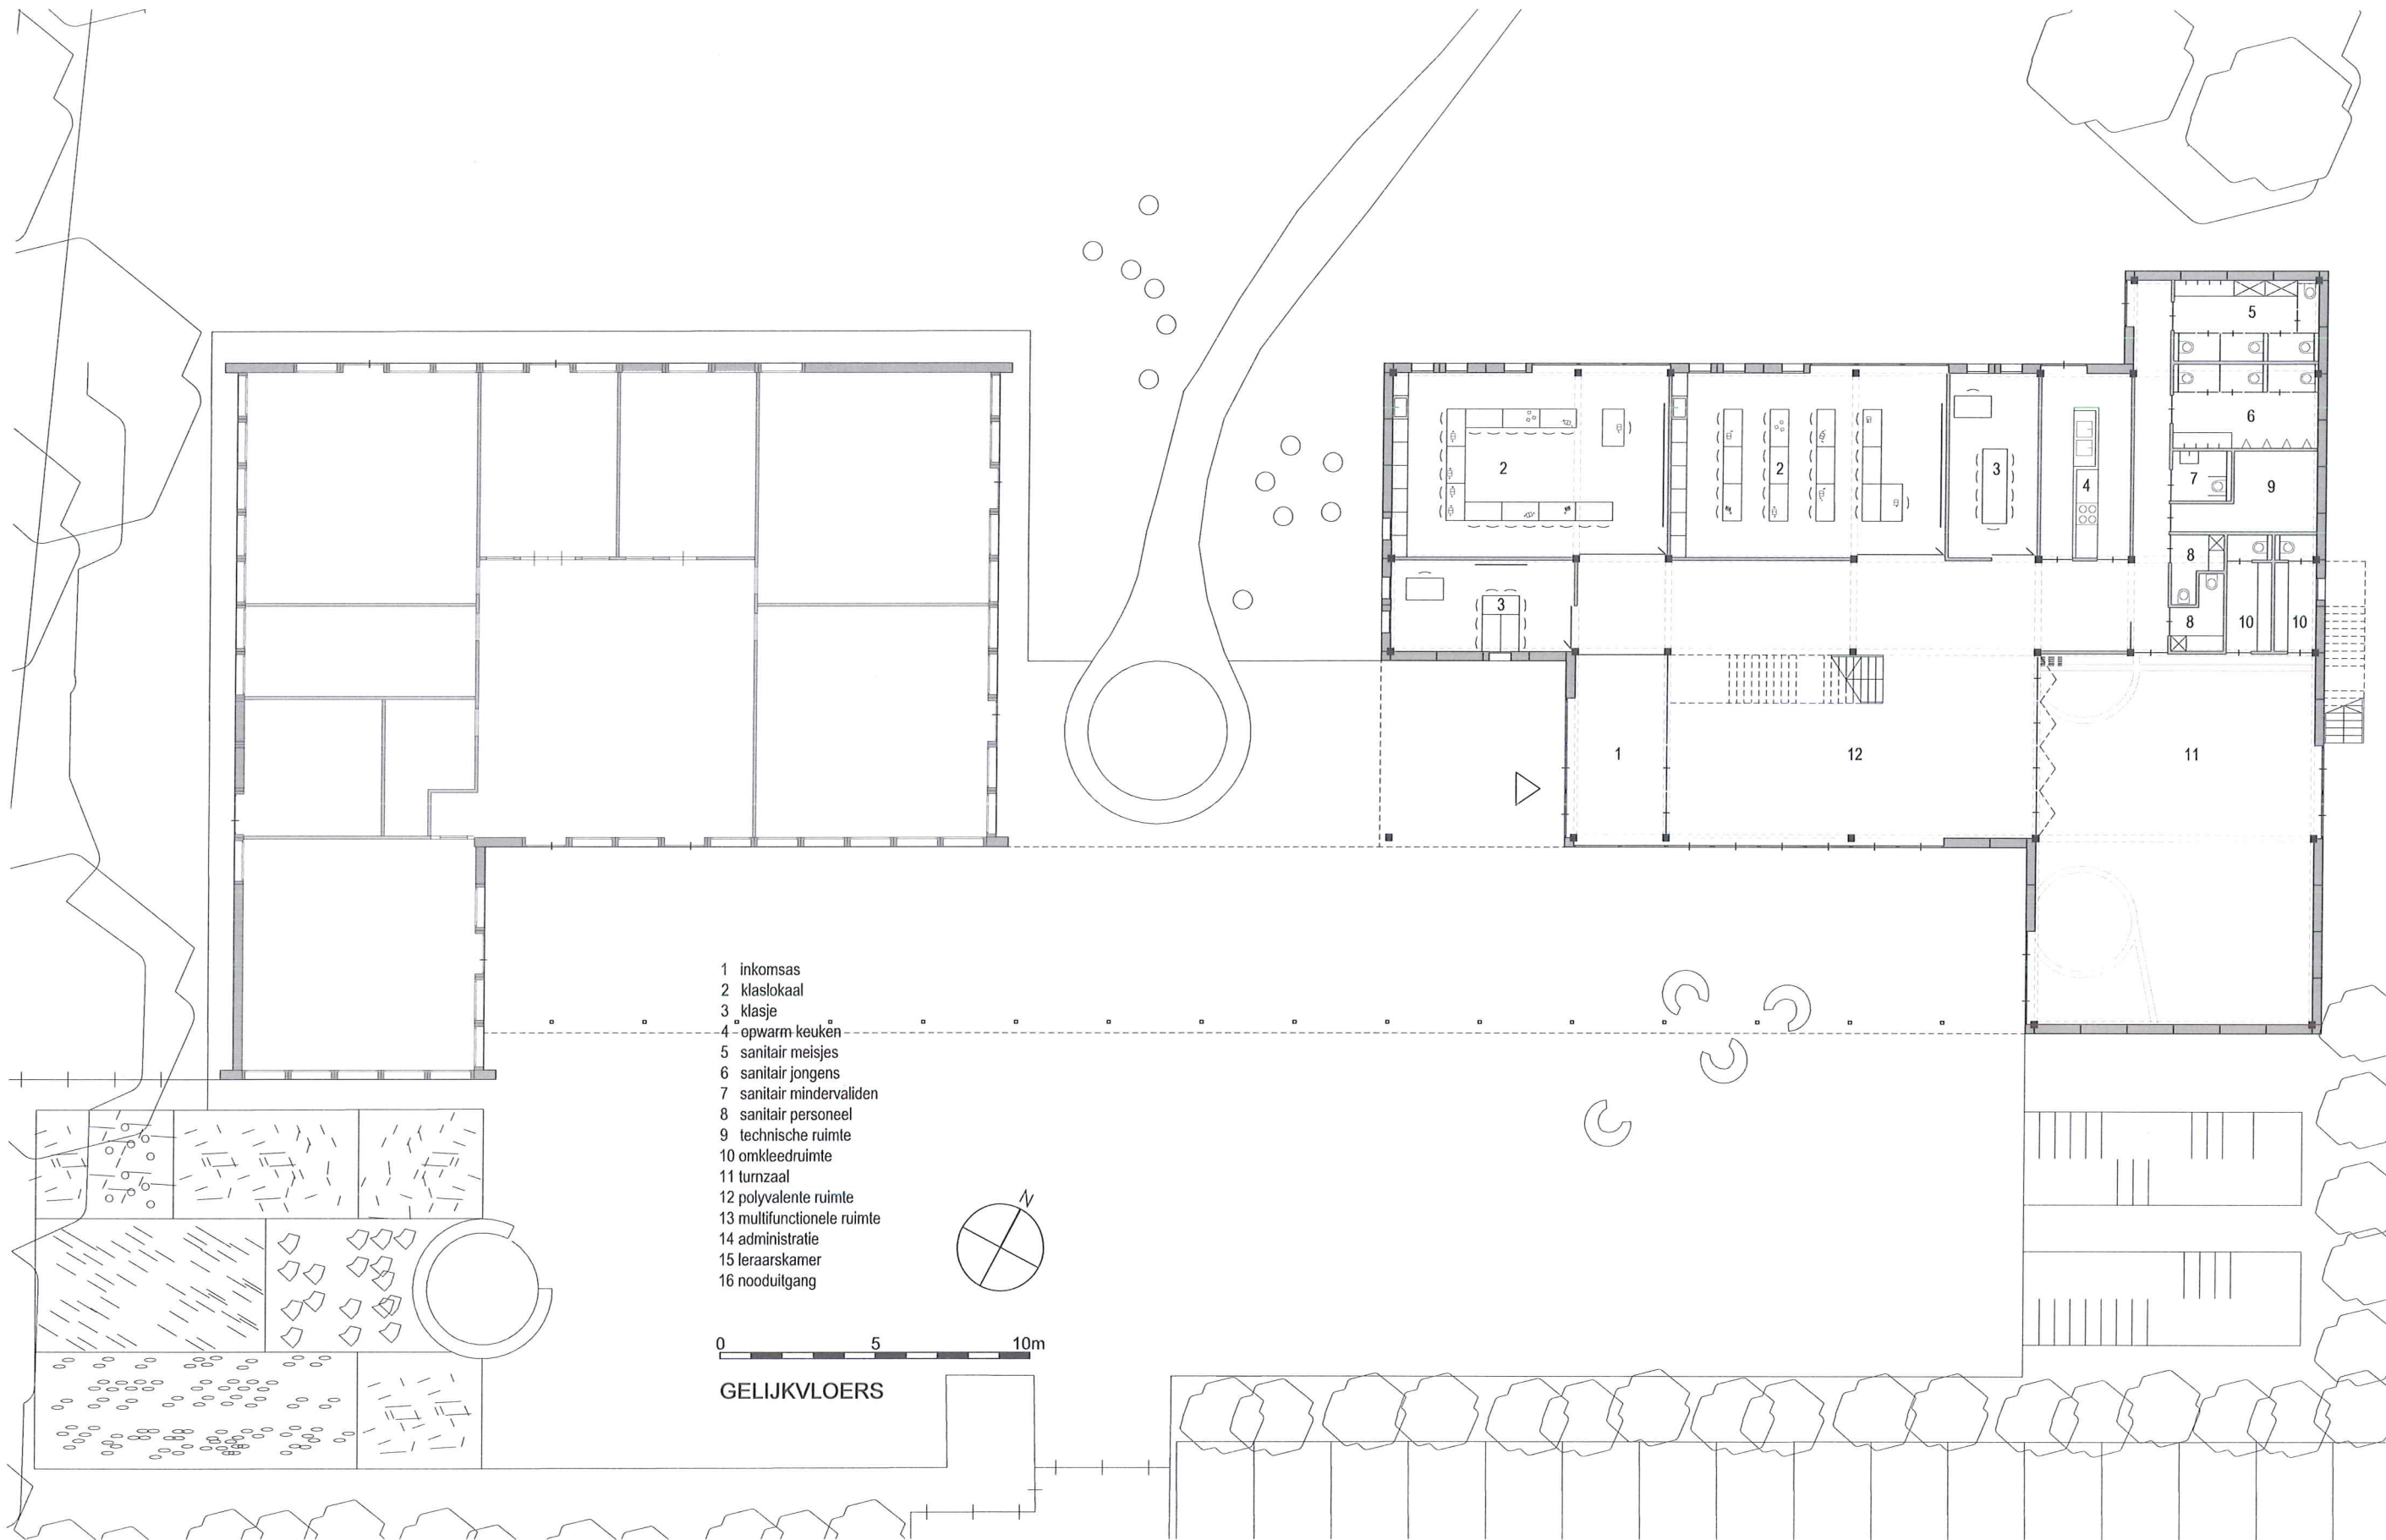 5
6
2
2
3
4
7
9
8
3
8
10
10
1
12
11
1 inkomsas
2 klaslokaal
3 klasje
4 opwarm keuken
5 sanitair meisjes
6 sanitair jongens
7 sanitair mindervaliden
8 sanitair personeel
9 technische ruimte
10 omkleedruimte
11 turnzaal
12 polyvalente ruimte
13 multifunctionele ruimte
14 administratie
15 leraarskamer
16 nooduitgang
N
0 5 10m
GELIJKVLOERS